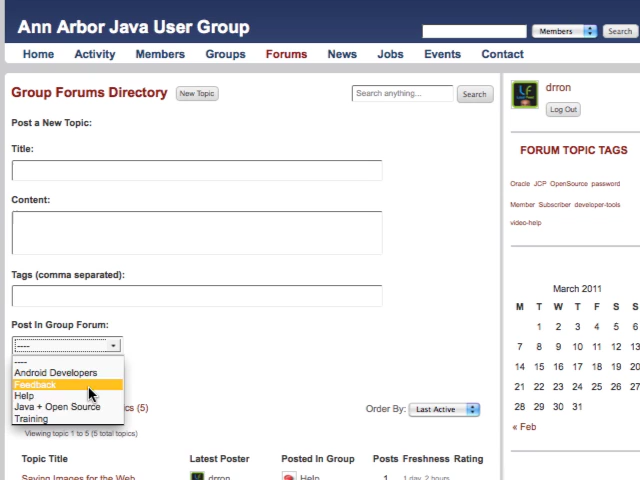 Ann Arbor Java User Group
Members
Search
Home Activity Members Groups Forums News Jobs Events Contact
Group Forums Directory
New Topic
Search anything...
Search
drron
Log Out
Post a New Topic:
Title:
Content:
Tags (comma separated):
Post In Group Forum:
----
----
Android Developers
Feedback
Help
Java + Open Source
Training
cs (5)
Order By: Last Active
Viewing topic 1 to 5 (5 total topics)
Topic Title Latest Poster Posted In Group Posts Freshness Rating
Saving Images for the Web drron Help 1 1 day, 2 hours
FORUM TOPIC TAGS
Oracle JCP OpenSource password
Member Subscriber developer-tools
video-help
March 2011
M T W T F S S
1 2 3 4 5 6
7 8 9 10 11 12 13
14 15 16 17 18 19 20
21 22 23 24 25 26 27
28 29 30 31
« Feb